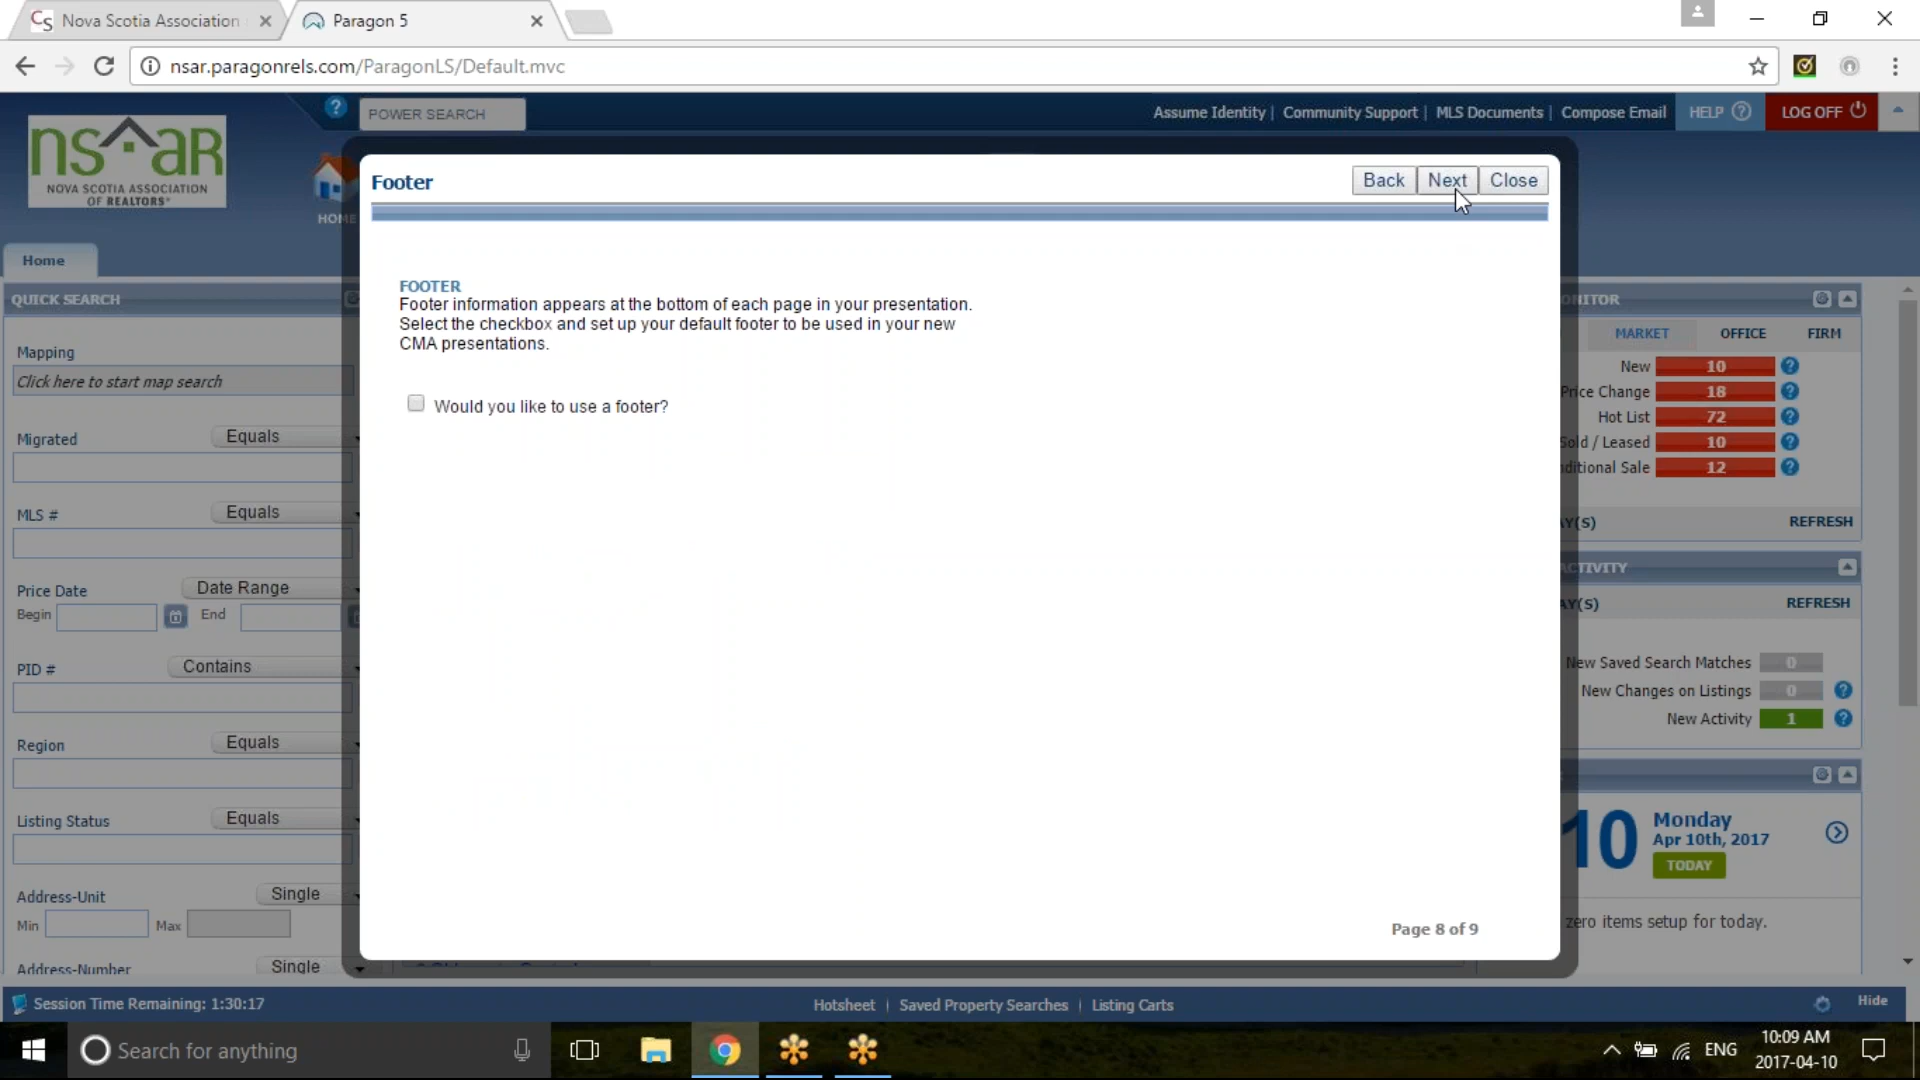 CS Nova Scotia Association
Paragon 5
nsar.paragonrels.com/ParagonLS/Default.mvc
nsaR
NOVA SCOTIA ASSOCIATION
OF REALTORS®
POWER SEARCH
Assume Identity | Community Support | MLS Documents | Compose Email
HELP ?
LOG OFF
HOME
Home
Footer
Back
Next
Close
FOOTER
Footer information appears at the bottom of each page in your presentation.
Select the checkbox and set up your default footer to be used in your new
CMA presentations.
Would you like to use a footer?
Page 8 of 9
QUICK SEARCH
Mapping
Click here to start map search
Migrated Equals
MLS # Equals
Price Date Date Range
Begin End
PID # Contains
Region Equals
Listing Status Equals
Address-Unit Single
Min Max
Address-Number Single
ONITOR
MARKET OFFICE FIRM
New 10 ?
Price Change 18 ?
Hot List 72 ?
Sold / Leased 10 ?
ditional Sale 12 ?
AY(S) REFRESH
ACTIVITY
AY(S) REFRESH
New Saved Search Matches 0
New Changes on Listings 0 ?
New Activity 1 ?
10
Monday
Apr 10th, 2017
TODAY
zero items setup for today.
Session Time Remaining: 1:30:17
Hotsheet | Saved Property Searches | Listing Carts
Hide
Search for anything
ENG
10:09 AM
2017-04-10